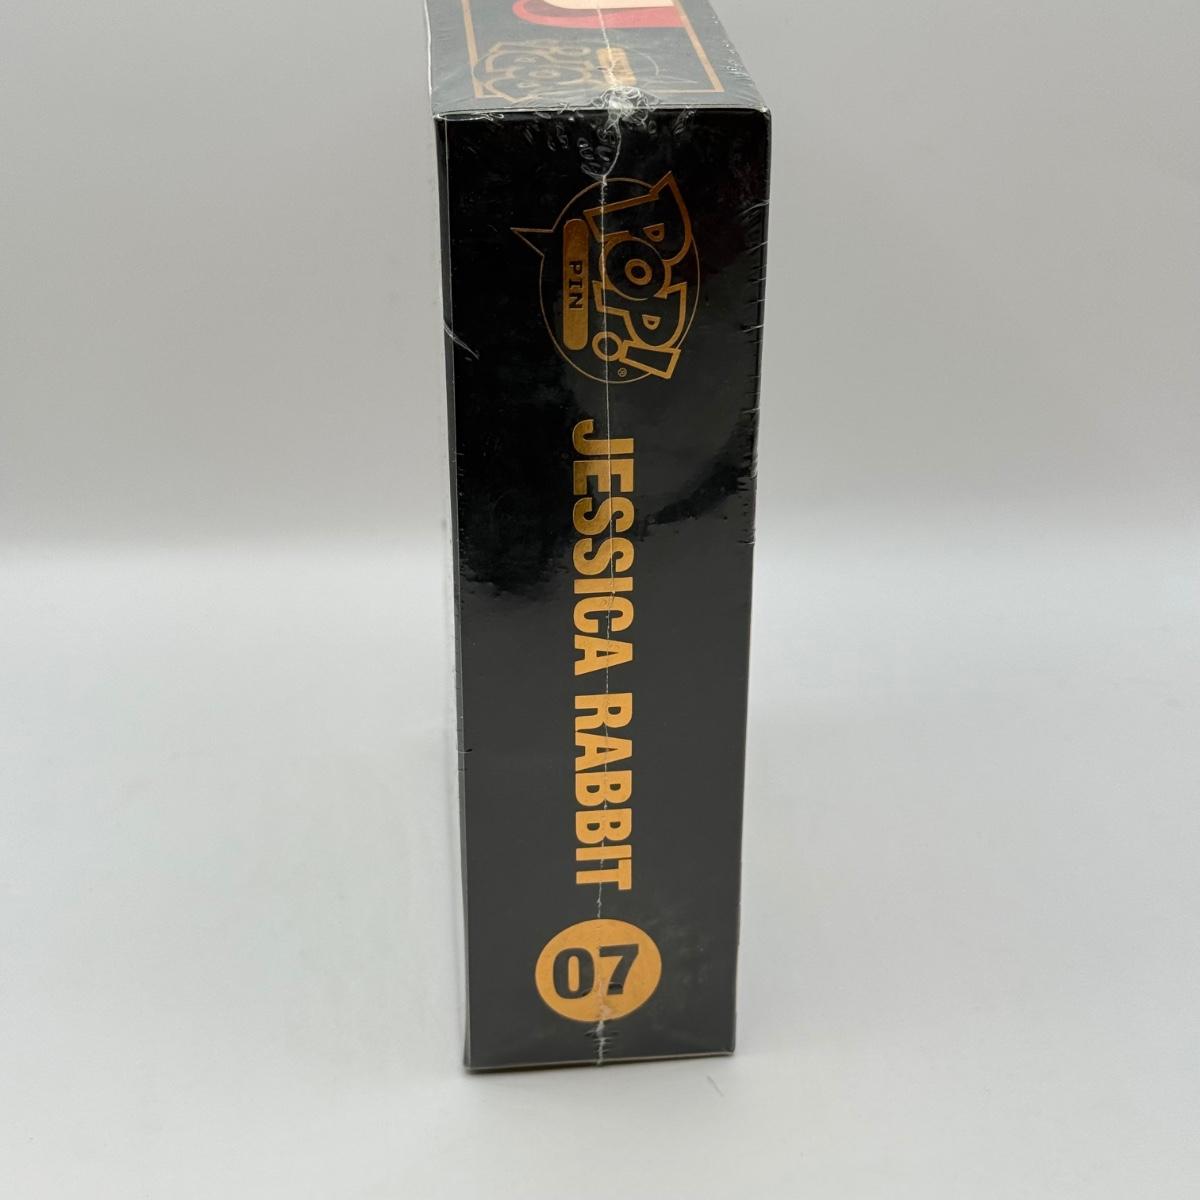 POP!
PIN
®
JESSICA RABBIT
07